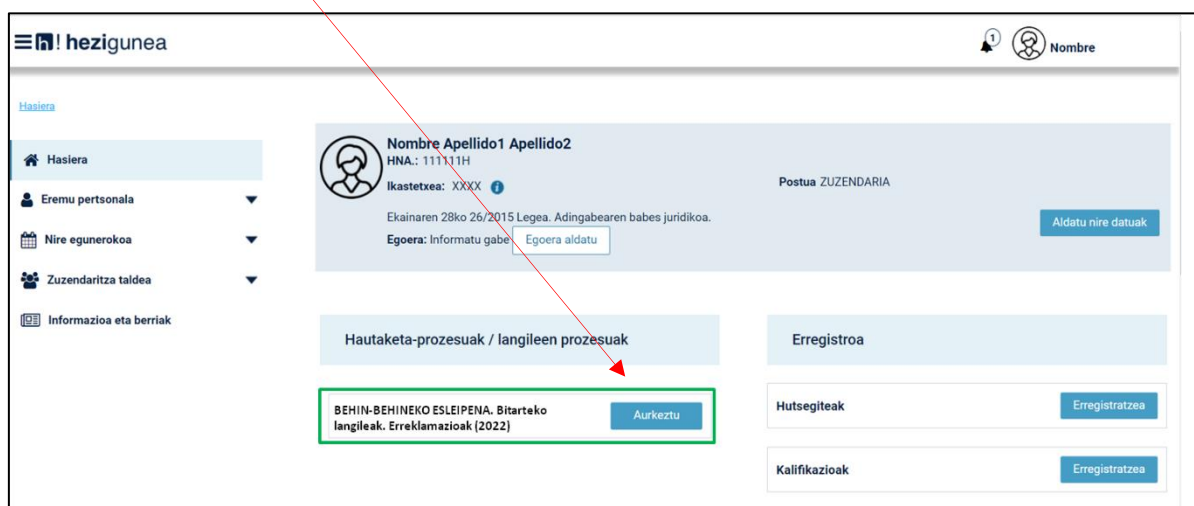 h! hezigunea
1
Nombre
Hasiera
Hasiera
Eremu pertsonala
Nire egunerokoa
Zuzendaritza taldea
Informazioa eta berriak
Nombre Apellido1 Apellido2
HNA.: 111111H
Ikastetxea: XXXX i
Postua ZUZENDARIA
Ekainaren 28ko 26/2015 Legea. Adingabearen babes juridikoa.
Egoera: Informatu gabe Egoera aldatu
Aldatu nire datuak
Hautaketa-prozesuak / langileen prozesuak
BEHIN-BEHINEKO ESLEIPENA. Bitarteko
langileak. Erreklamazioak (2022)
Aurkeztu
Erregistroa
Hutsegiteak Erregistratzea
Kalifikazioak Erregistratzea